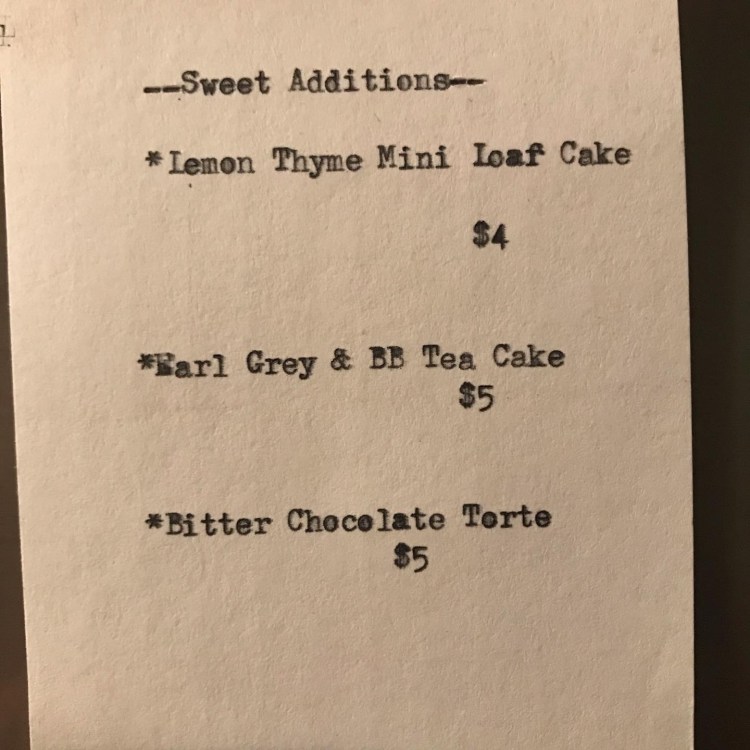 --Sweet Additions--
*Lemon Thyme Mini Loaf Cake
$4
*Earl Grey & BB Tea Cake
$5
*Bitter Chocolate Torte
$5